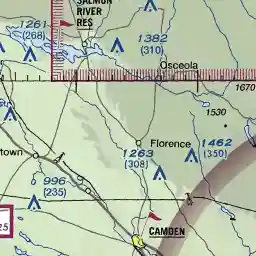 SALMON
RIVER
RES
1261
(268)
1382
(310)
Osceola
1670
1530
Florence
1462
(350)
1263
(308)
town
996
(235)
25
CAMDEN